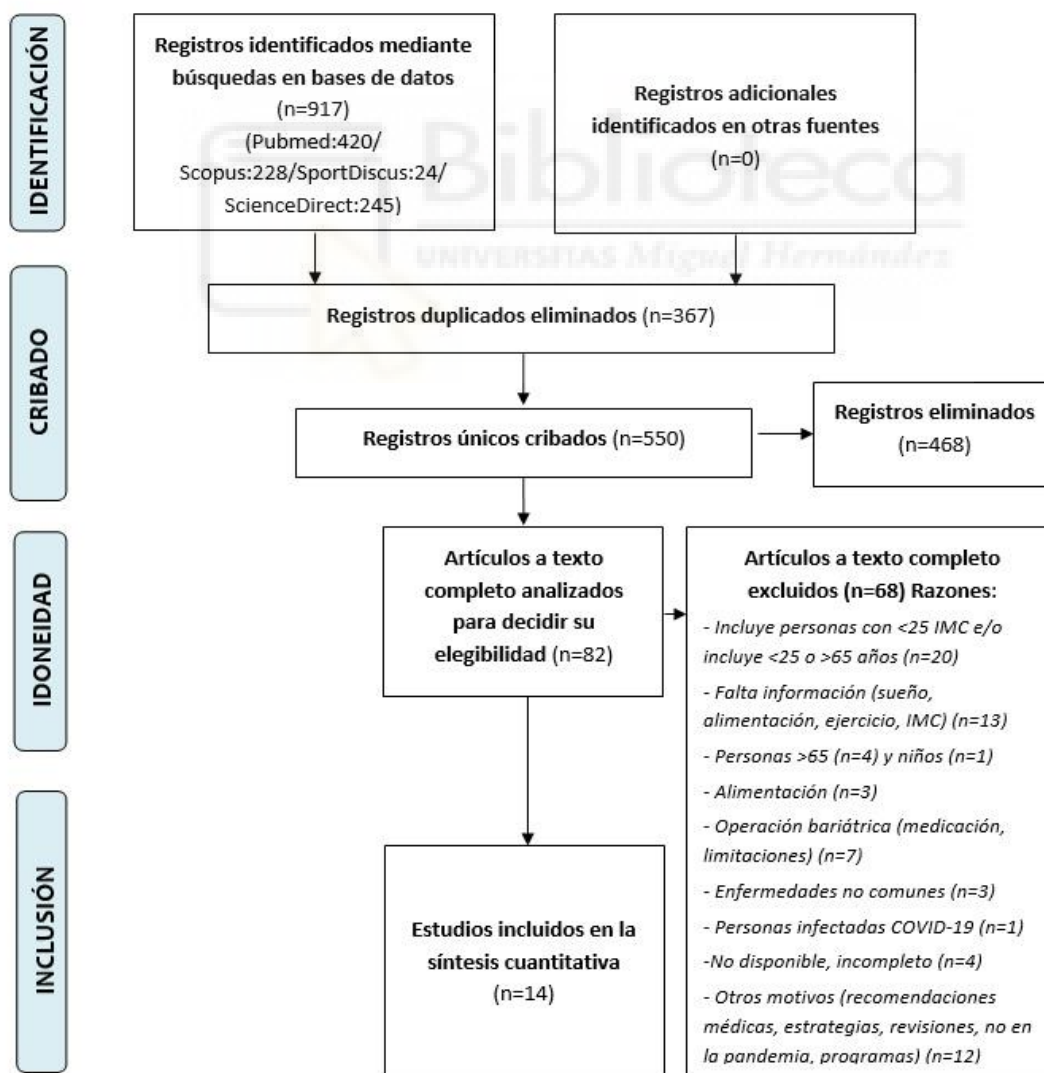 IDENTIFICACIÓN
Registros identificados mediante
búsquedas en bases de datos
(n=917)
(Pubmed:420/
Scopus:228/SportDiscus:24/
ScienceDirect:245)
Registros adicionales
identificados en otras fuentes
(n=0)
Biblioteca
UNIVERSITAS Miguel Hernández
CRIBADO
Registros duplicados eliminados (n=367)
Registros únicos cribados (n=550)
Registros eliminados
(n=468)
IDONEIDAD
Artículos a texto
completo analizados
para decidir su
elegibilidad (n=82)
Artículos a texto completo
excluidos (n=68) Razones:
- Incluye personas con <25 IMC e/o
incluye <25 o >65 años (n=20)
- Falta información (sueño,
alimentación, ejercicio, IMC) (n=13)
- Personas >65 (n=4) y niños (n=1)
- Alimentación (n=3)
- Operación bariátrica (medicación,
limitaciones) (n=7)
- Enfermedades no comunes (n=3)
- Personas infectadas COVID-19 (n=1)
-No disponible, incompleto (n=4)
- Otros motivos (recomendaciones
médicas, estrategias, revisiones, no en
la pandemia, programas) (n=12)
INCLUSIÓN
Estudios incluidos en la
síntesis cuantitativa
(n=14)